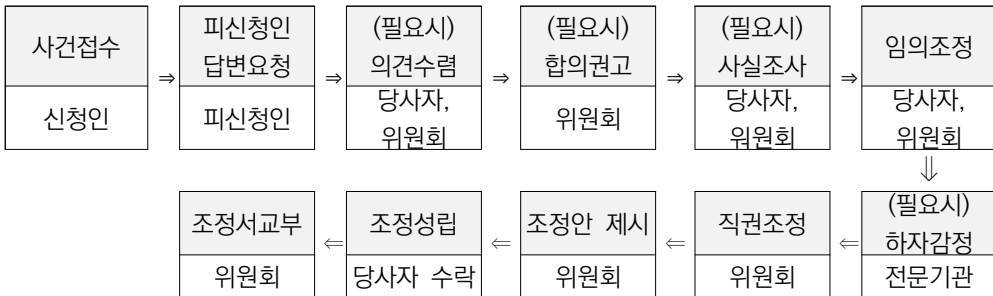 사건접수
신청인
⇒
피신청인
답변요청
피신청인
⇒
(필요시)
의견수렴
당사자,
위원회
⇒
(필요시)
합의권고
위원회
⇒
(필요시)
사실조사
당사자,
워원회
⇒
임의조정
당사자,
위원회
⇓
(필요시)
하자감정
전문기관
⇐
직권조정
위원회
⇐
조정안 제시
위원회
⇐
조정성립
당사자 수락
⇐
조정서교부
위원회